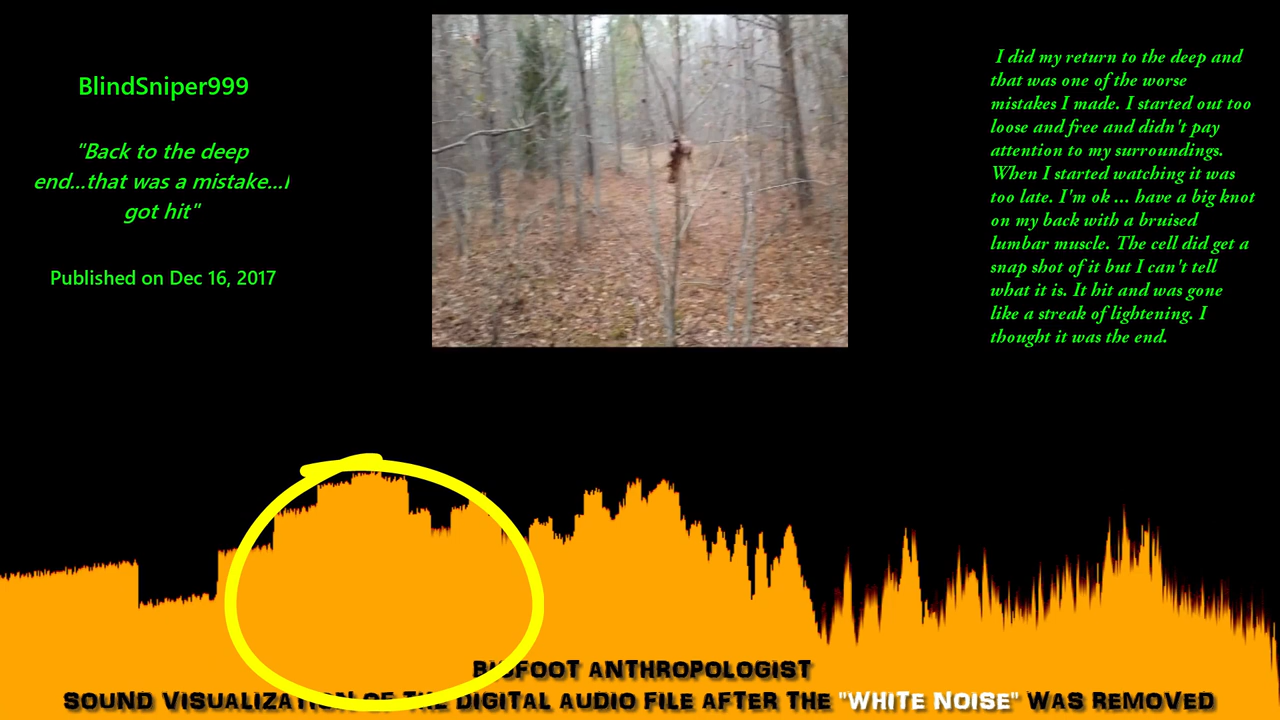 BlindSniper999
"Back to the deep
end...that was a mistake...I
got hit"
Published on Dec 16, 2017
I did my return to the deep and
that was one of the worse
mistakes I made. I started out too
loose and free and didn't pay
attention to my surroundings.
When I started watching it was
too late. I'm ok ... have a big knot
on my back with a bruised
lumbar muscle. The cell did get a
snap shot of it but I can't tell
what it is. It hit and was gone
like a streak of lightening. I
thought it was the end.
BIGFOOT ANTHROPOLOGIST
SOUND VISUALIZATION OF THE DIGITAL AUDIO FILE AFTER THE "WHITE NOISE" WAS REMOVED